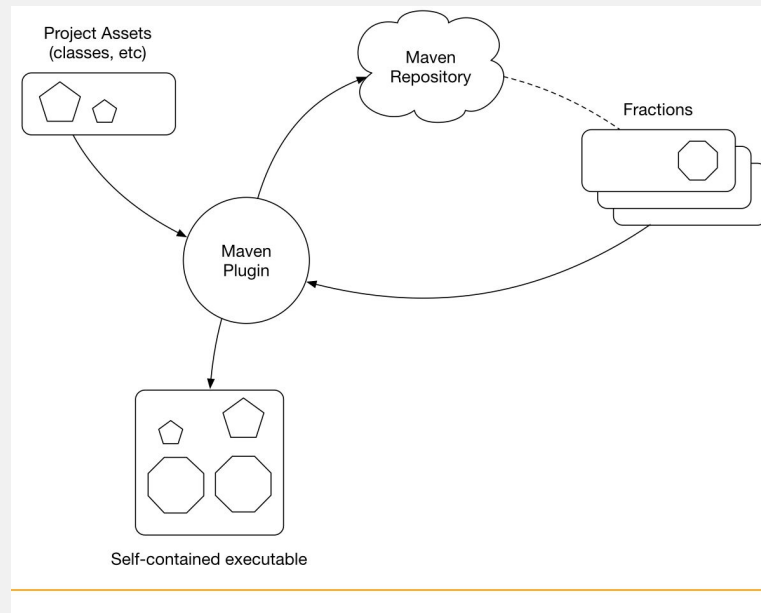 Project Assets
(classes, etc)
Maven
Repository
Fractions
Maven
Plugin
Self-contained executable